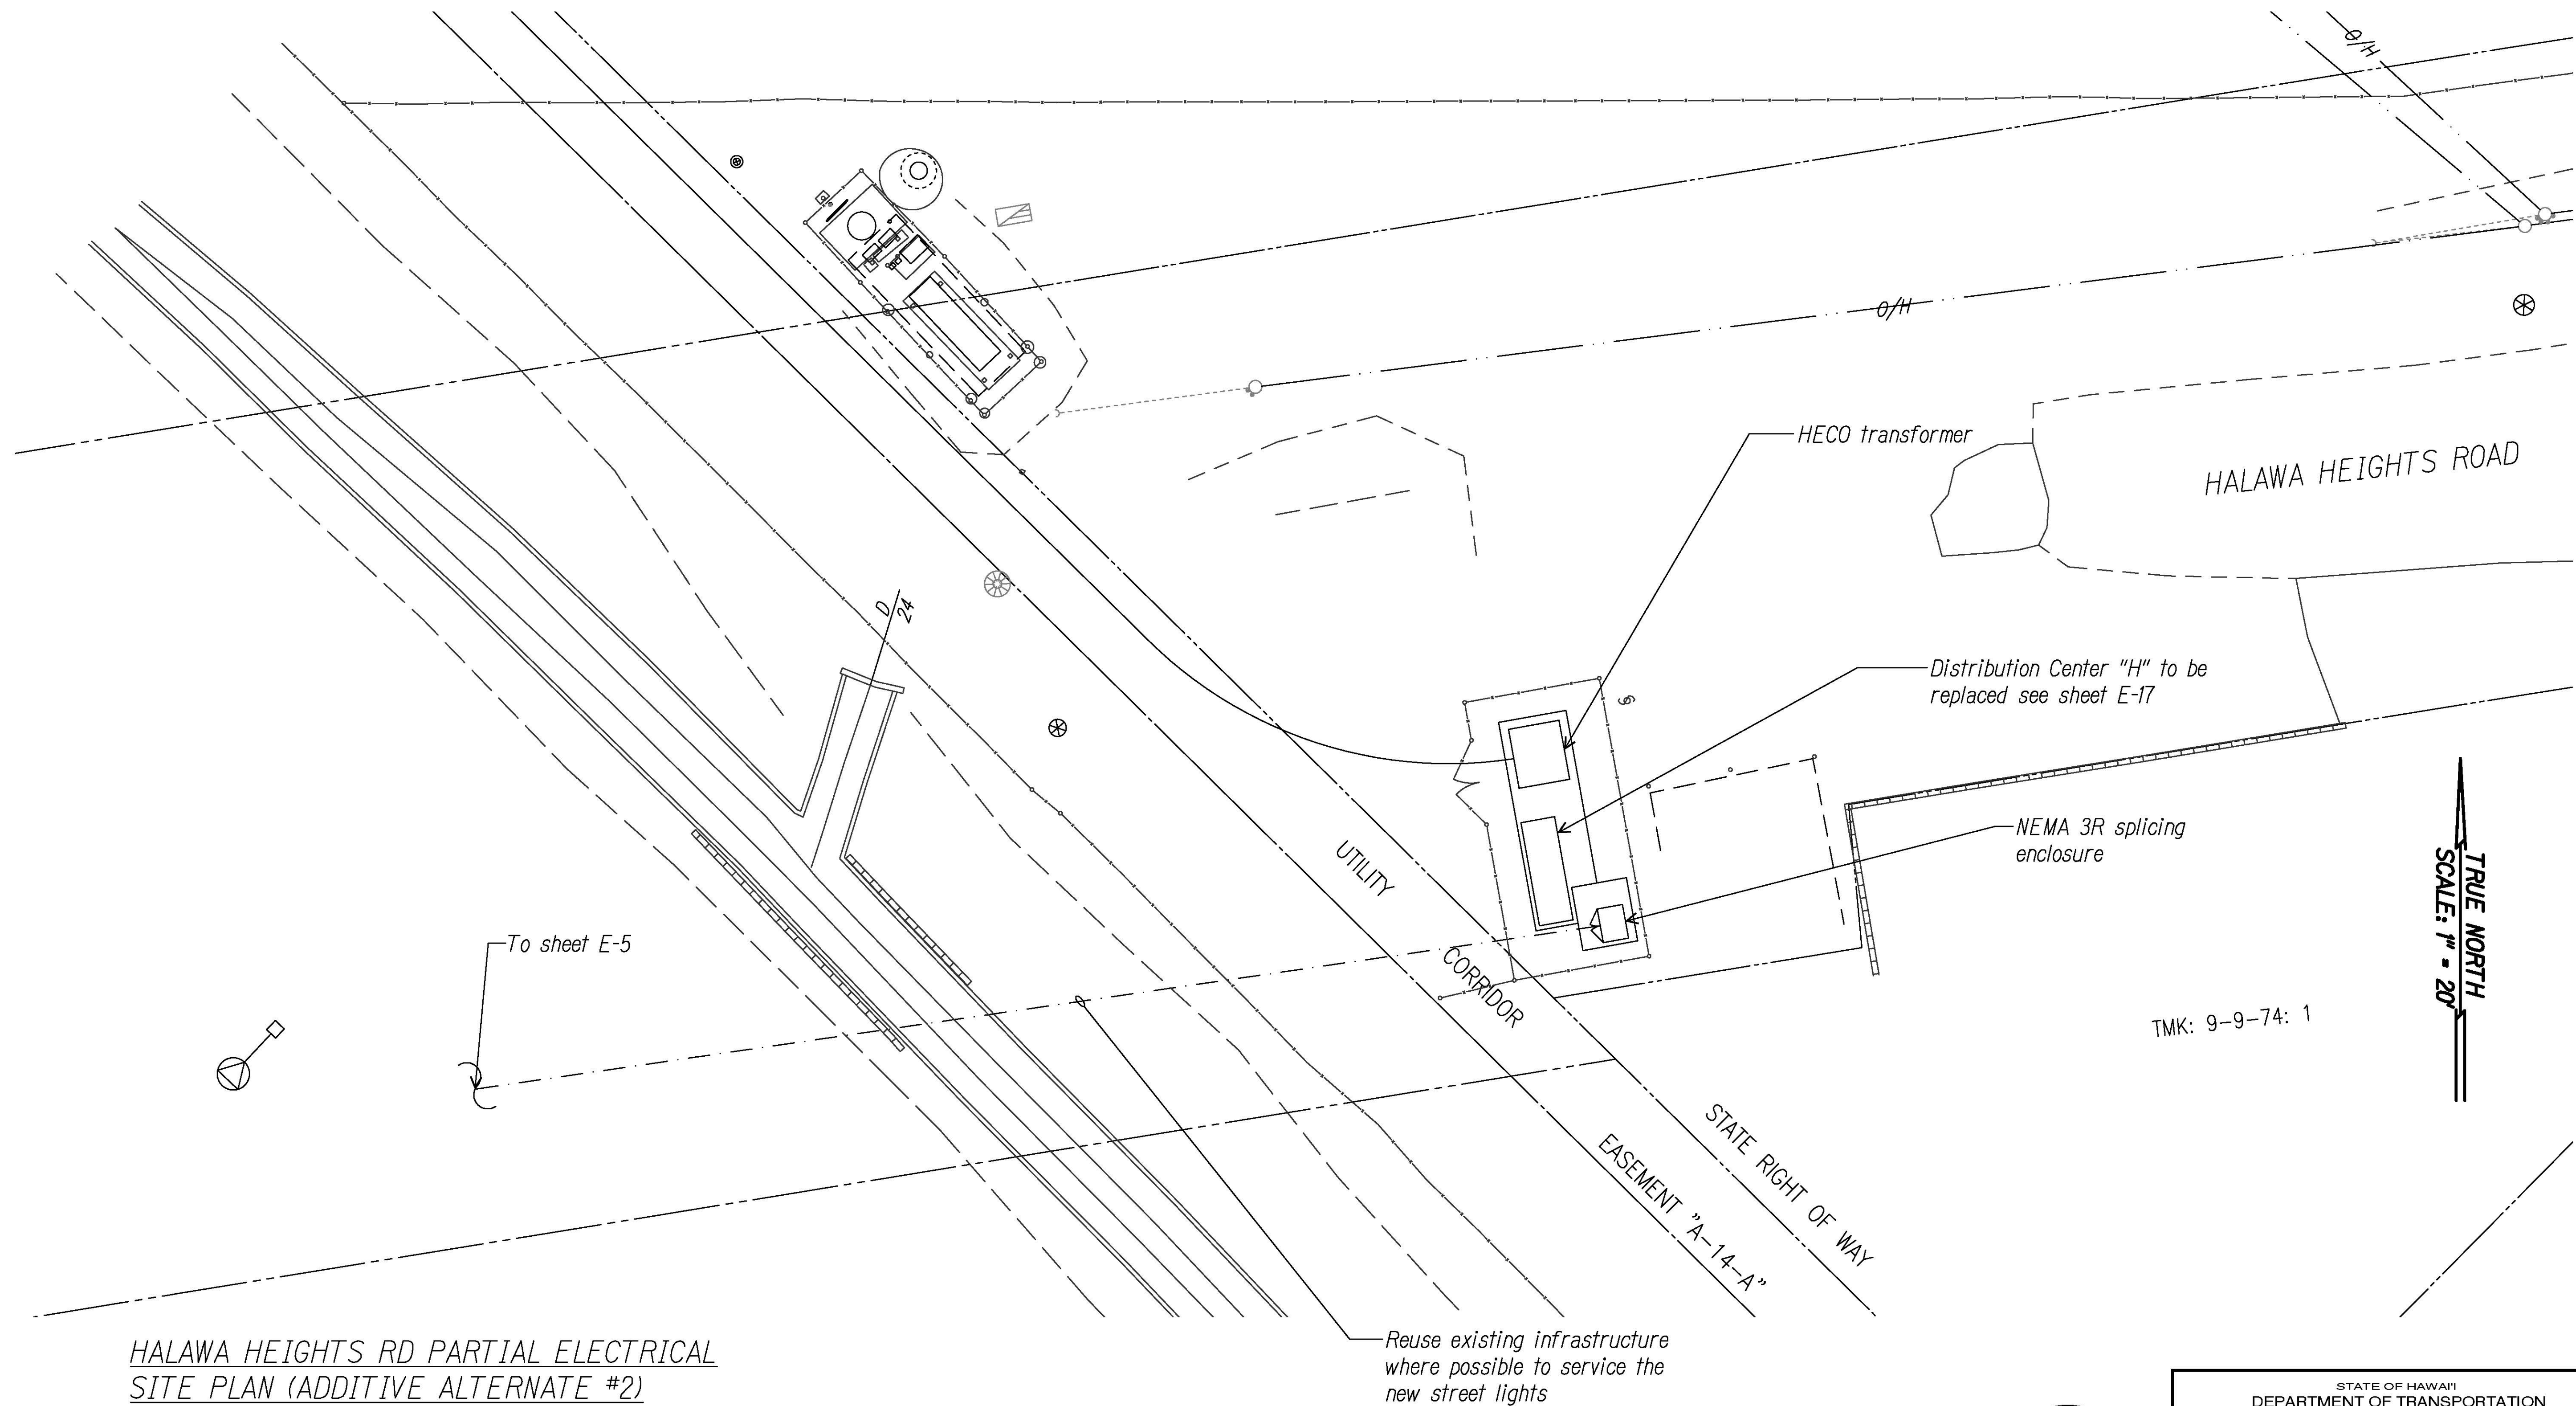 O/H
O/H
HECO transformer
HALAWA HEIGHTS ROAD
D
24
Distribution Center "H" to be
replaced see sheet E-17
NEMA 3R splicing
enclosure
UTILITY
CORRIDOR
To sheet E-5
TRUE NORTH
SCALE: 1" = 20'
TMK: 9-9-74: 1
STATE RIGHT OF WAY
EASEMENT "A-14-A"
Reuse existing infrastructure
where possible to service the
new street lights
HALAWA HEIGHTS RD PARTIAL ELECTRICAL
SITE PLAN (ADDITIVE ALTERNATE #2)
STATE OF HAWAI'I
DEPARTMENT OF TRANSPORTATION